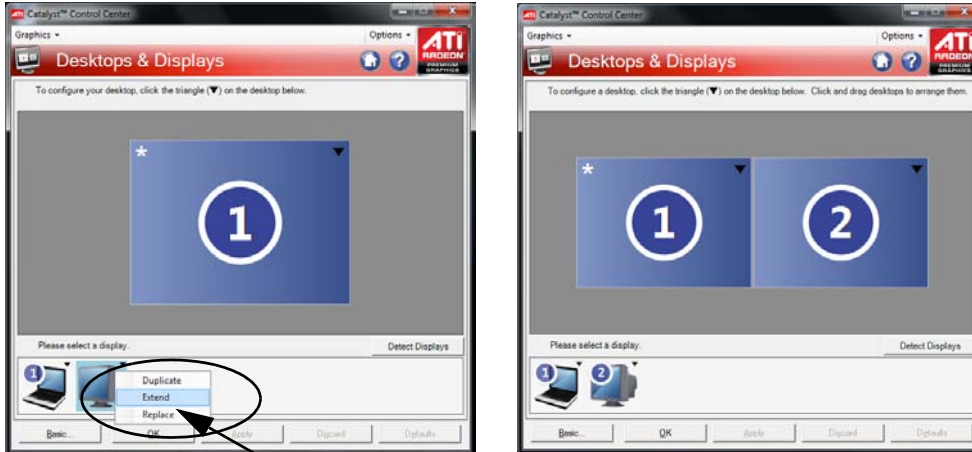 ATI Catalyst™ Control Center
Graphics
Options
Desktops & Displays
ATI
RADEON
PREMIUM
GRAPHICS
To configure your desktop, click the triangle (▼) on the desktop below.
*
1
Please select a display.
Detect Displays
1
Duplicate
Extend
Replace
Basic...
OK
Apply
Discard
Defaults
ATI Catalyst™ Control Center
Graphics
Options
Desktops & Displays
ATI
RADEON
PREMIUM
GRAPHICS
To configure a desktop, click the triangle (▼) on the desktop below. Click and drag desktops to arrange them.
*
1
2
Please select a display.
Detect Displays
1
2
Basic...
OK
Apply
Discard
Defaults